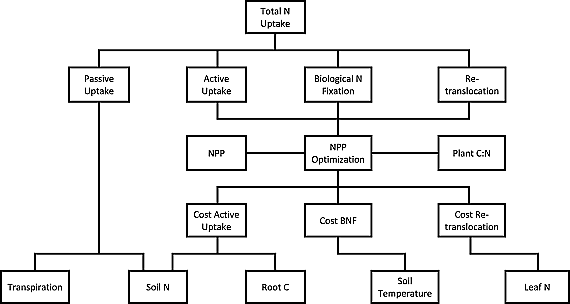 Total N
Uptake
Passive
Uptake
Active
Uptake
Biological N
Fixation
Re-
translocation
NPP
NPP
Optimization
Plant C:N
Cost Active
Uptake
Cost BNF
Cost Re-
translocation
Transpiration
Soil N
Root C
Soil
Temperature
Leaf N